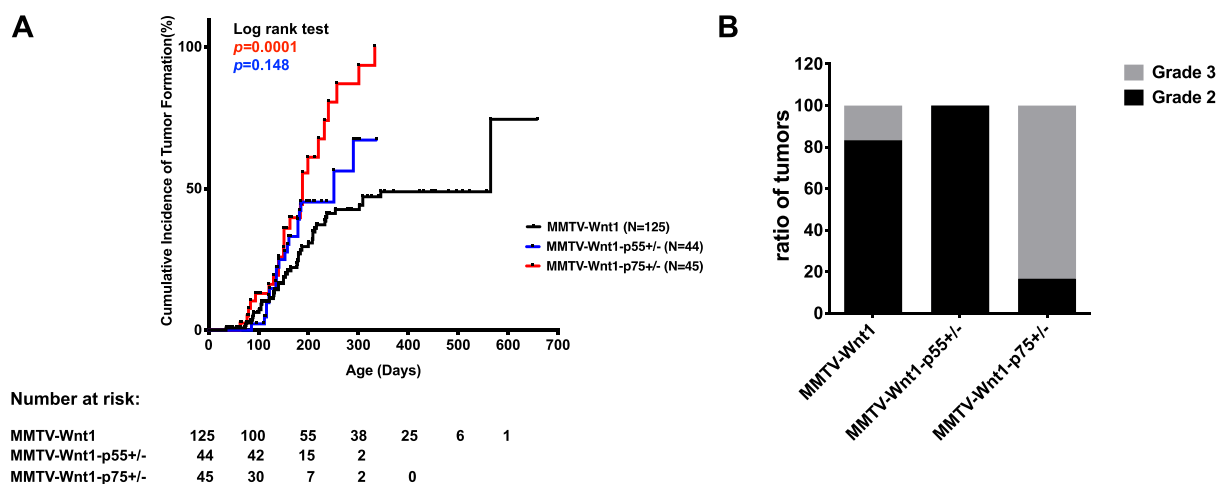 A
Log rank test
p=0.0001
p=0.148
Cumulative Incidence of Tumor Formation(%)
100
50
0
0 100 200 300 400 500 600 700
Age (Days)
MMTV-Wnt1 (N=125)
MMTV-Wnt1-p55+/- (N=44)
MMTV-Wnt1-p75+/- (N=45)
Number at risk:
MMTV-Wnt1 125 100 55 38 25 6 1
MMTV-Wnt1-p55+/- 44 42 15 2
MMTV-Wnt1-p75+/- 45 30 7 2 0
B
ratio of tumors
120
100
80
60
40
20
0
MMTV-Wnt1
MMTV-Wnt1-p55+/-
MMTV-Wnt1-p75+/-
Grade 3
Grade 2